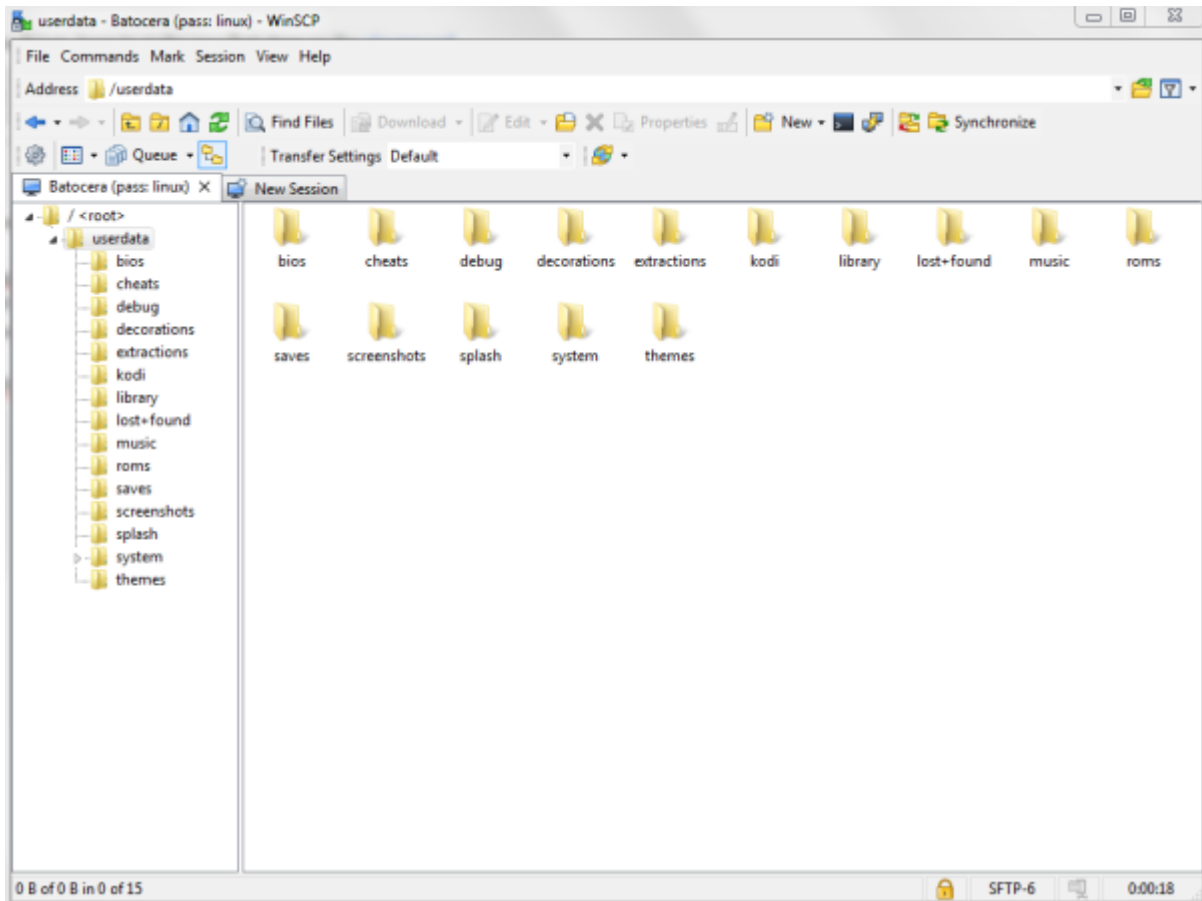 userdata - Batocera (pass: linux) - WinSCP
File Commands Mark Session View Help
Address /userdata
Find Files Download Edit Properties New Synchronize
Queue Transfer Settings Default
Batocera (pass: linux) New Session
/ <root>
userdata
bios
cheats
debug
decorations
extractions
kodi
library
lost+found
music
roms
saves
screenshots
splash
system
themes
bios cheats debug decorations extractions kodi library lost+found music roms
saves screenshots splash system themes
0 B of 0 B in 0 of 15 SFTP-6 0:00:18